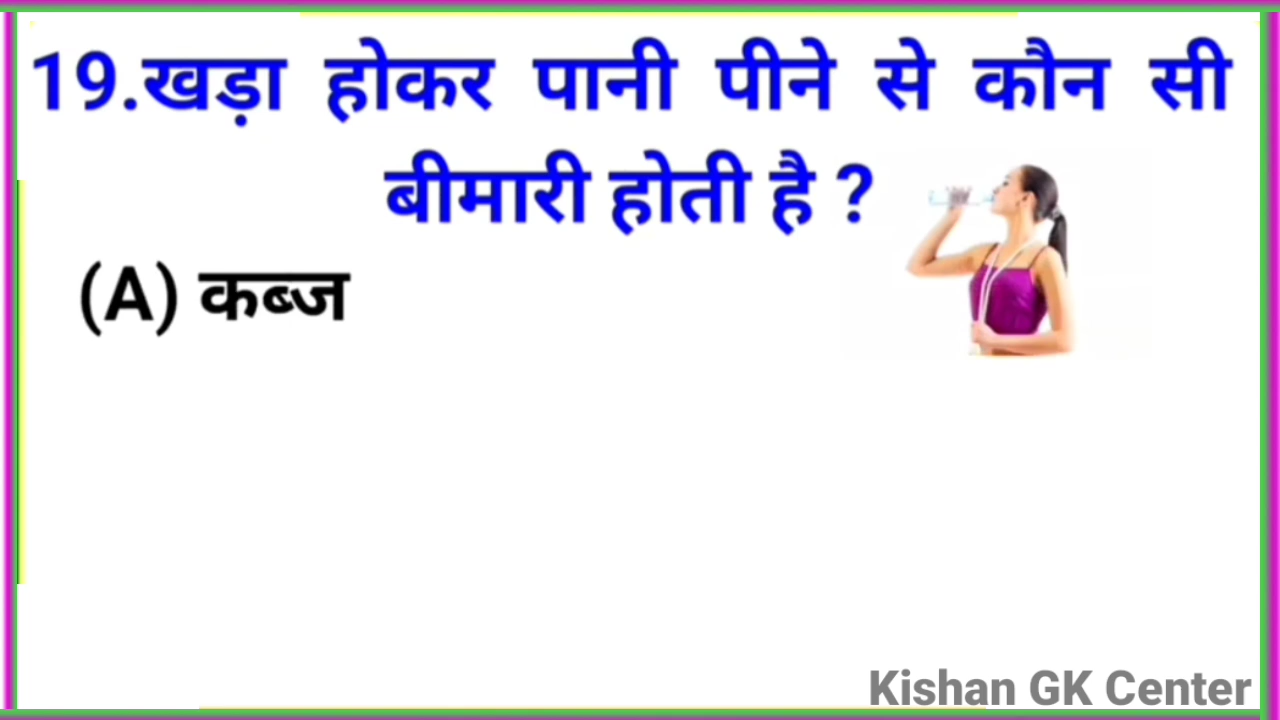 19.खड़ा होकर पानी पीने से कौन सी
बीमारी होती है ?
(A) कब्ज
Kishan GK Center